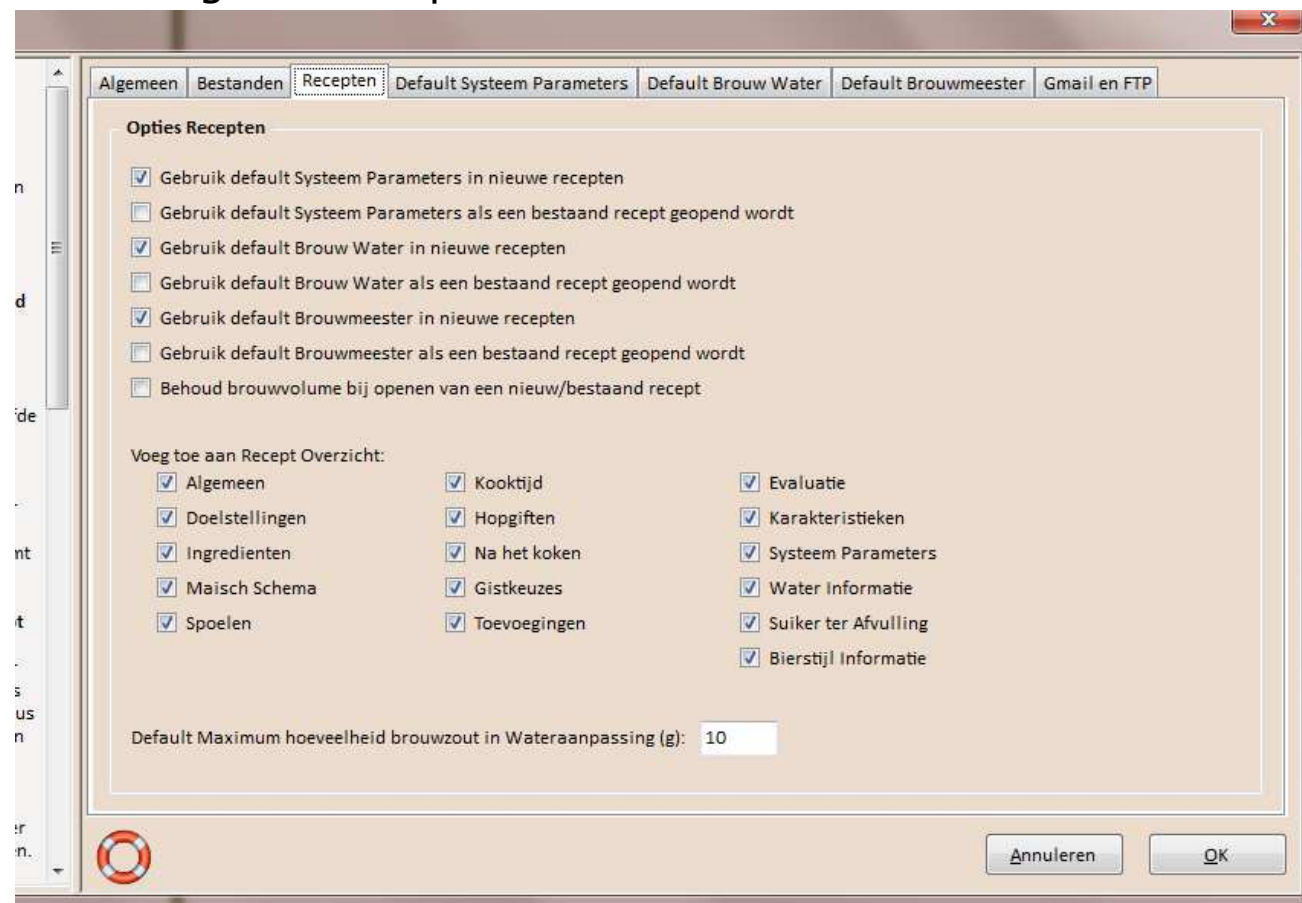 Algemeen Bestanden Recepten Default Systeem Parameters Default Brouw Water Default Brouwmeester Gmail en FTP
Opties Recepten
Gebruik default Systeem Parameters in nieuwe recepten
Gebruik default Systeem Parameters als een bestaand recept geopend wordt
Gebruik default Brouw Water in nieuwe recepten
Gebruik default Brouw Water als een bestaand recept geopend wordt
Gebruik default Brouwmeester in nieuwe recepten
Gebruik default Brouwmeester als een bestaand recept geopend wordt
Behoud brouwvolume bij openen van een nieuw/bestaand recept
Voeg toe aan Recept Overzicht:
Algemeen Kooktijd Evaluatie
Doelstellingen Hopgiften Karakteristieken
Ingredienten Na het koken Systeem Parameters
Maisch Schema Gistkeuzes Water Informatie
Spoelen Toevoegingen Suiker ter Afvulling
Bierstijl Informatie
Default Maximum hoeveelheid brouwzout in Wateraanpassing (g): 10
Annuleren OK